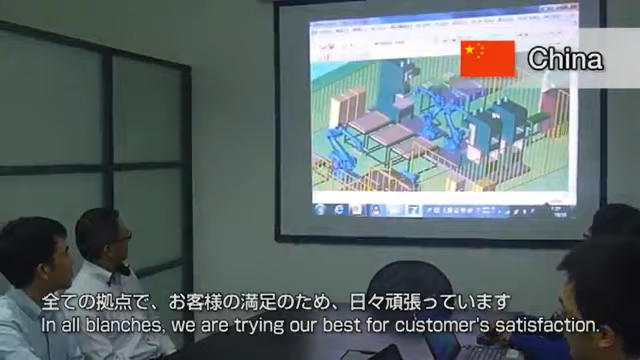 China
全ての拠点で、お客様の満足のため、日々頑張っています
In all blanches, we are trying our best for customer's satisfaction.